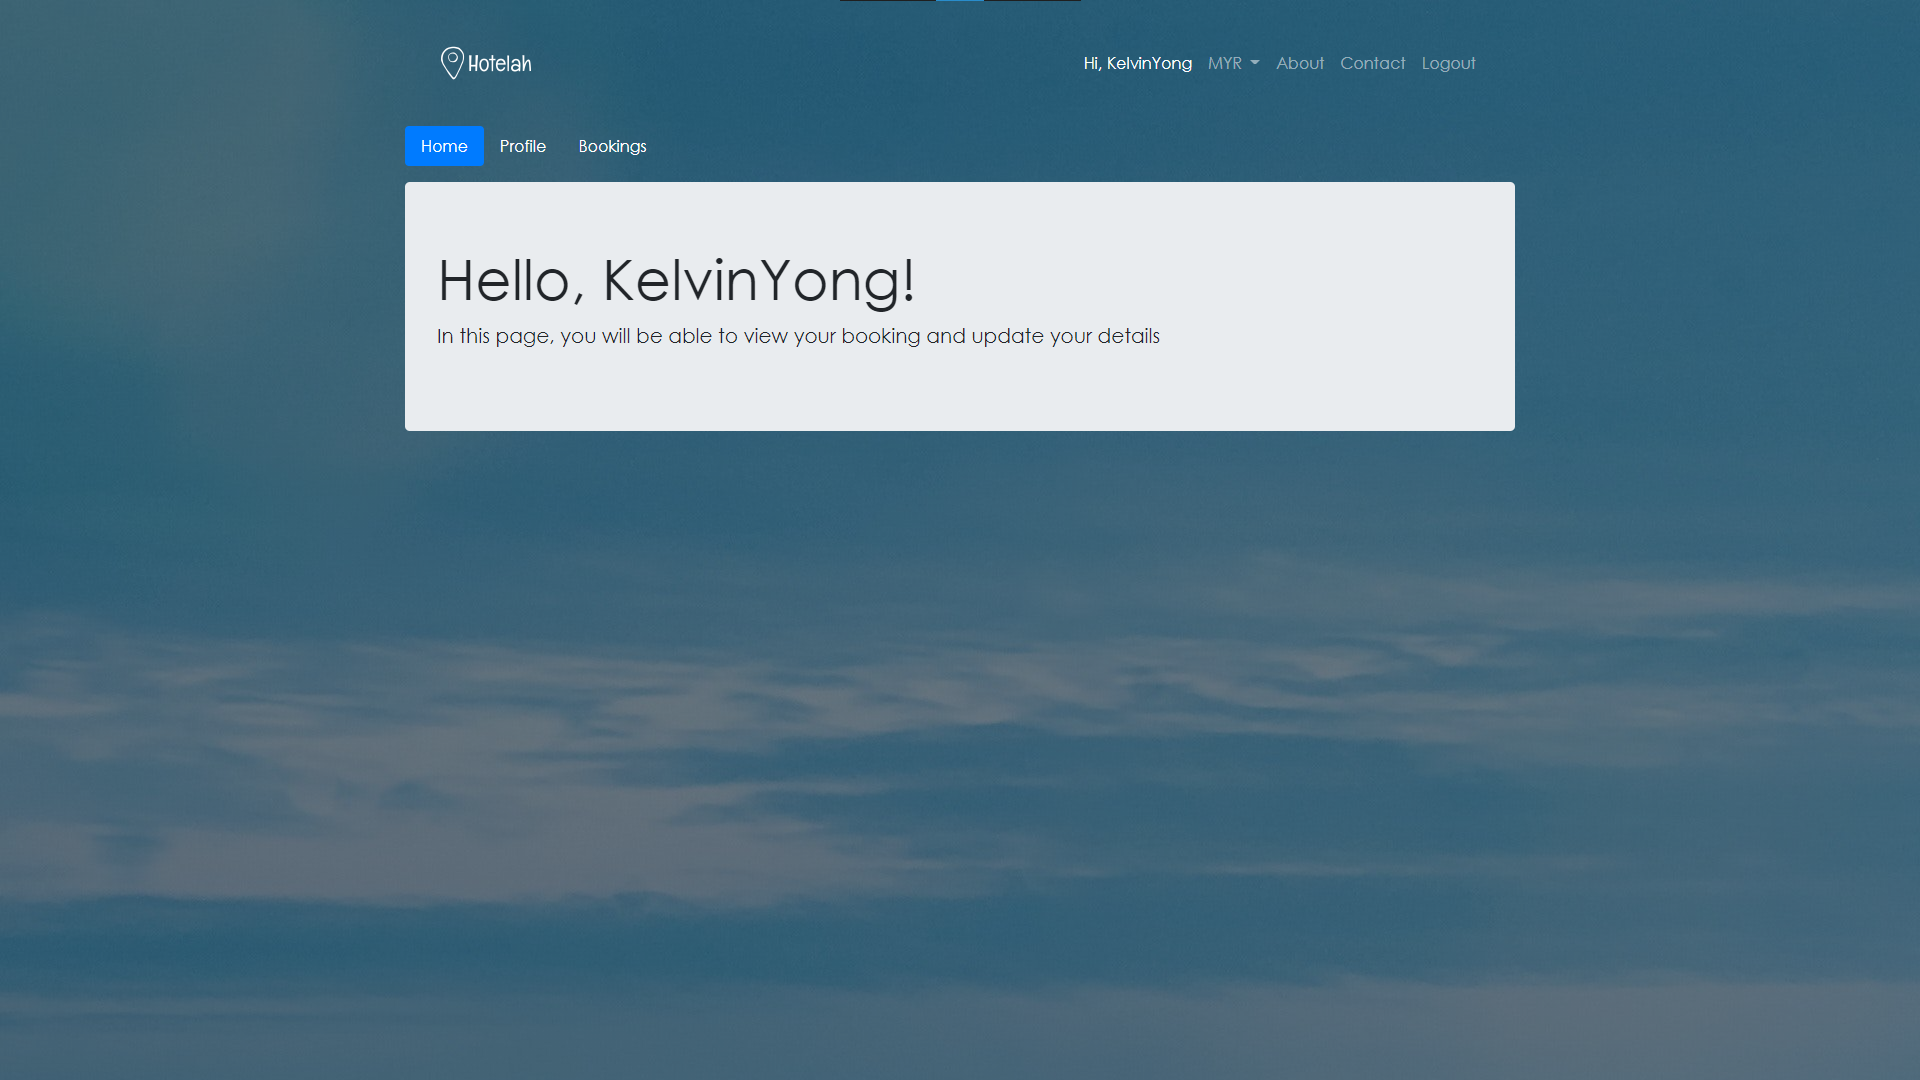 Hotelah
Hi, KelvinYong MYR About Contact Logout
Home Profile Bookings
Hello, KelvinYong!
In this page, you will be able to view your booking and update your details